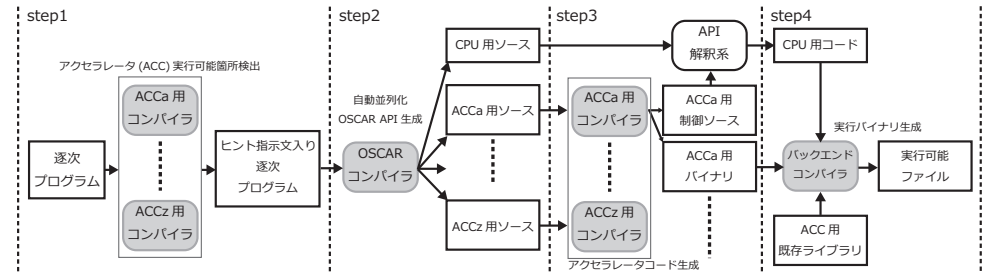 step1
アクセラレータ (ACC) 実行可能箇所検出
ACCa 用
コンパイラ
逐次
プログラム
ACCz 用
コンパイラ
ヒント指示文入り
逐次
プログラム
step2
自動並列化
OSCAR API 生成
OSCAR
コンパイラ
CPU 用ソース
ACCa 用ソース
ACCz 用ソース
step3
API
解釈系
ACCa 用
コンパイラ
ACCa 用
制御ソース
ACCa 用
バイナリ
ACCz 用
コンパイラ
アクセラレータコード生成
step4
CPU 用コード
実行バイナリ生成
バックエンド
コンパイラ
実行可能
ファイル
ACC 用
既存ライブラリ